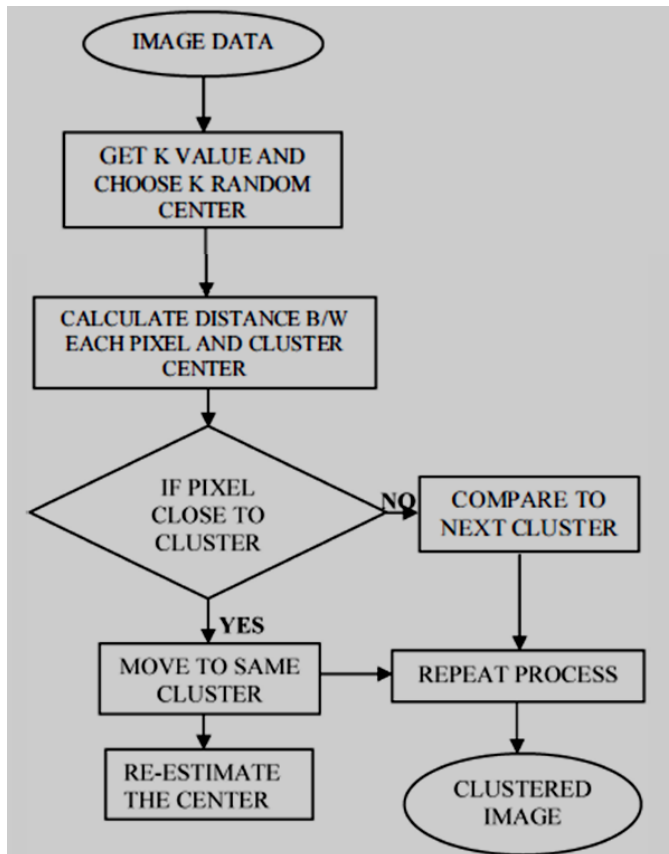 IMAGE DATA
GET K VALUE AND
CHOOSE K RANDOM
CENTER
CALCULATE DISTANCE B/W
EACH PIXEL AND CLUSTER
CENTER
IF PIXEL
CLOSE TO
CLUSTER
NO
COMPARE TO
NEXT CLUSTER
YES
MOVE TO SAME
CLUSTER
REPEAT PROCESS
RE-ESTIMATE
THE CENTER
CLUSTERED
IMAGE